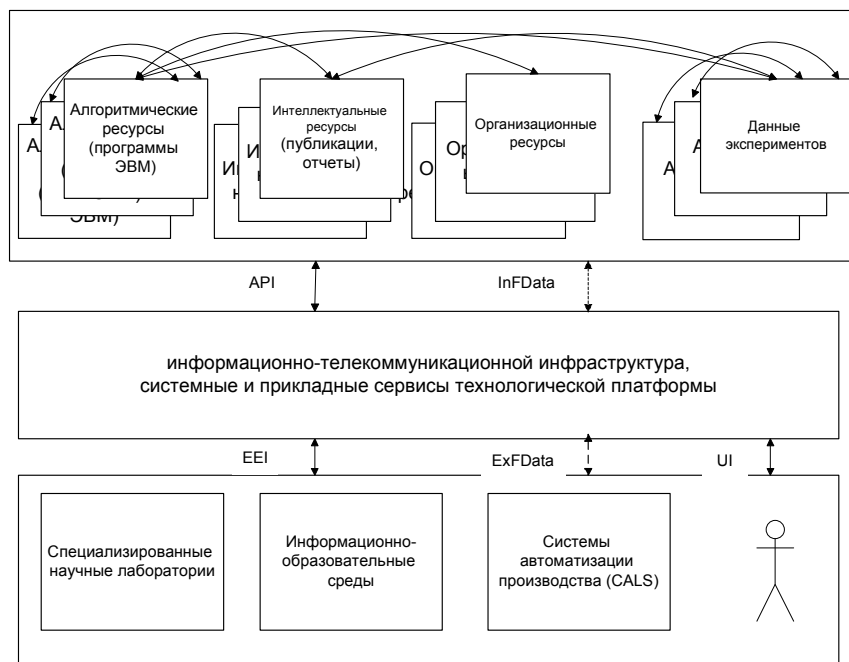 Алгоритмические
ресурсы
(программы
ЭВМ)
Интеллектуальные
ресурсы
(публикации,
отчеты)
Организационные
ресурсы
Данные
экспериментов
ЭВМ)
API
InFData
информационно-телекоммуникационной инфраструктура,
системные и прикладные сервисы технологической платформы
EEI
ExFData
UI
Специализированные
научные лаборатории
Информационно-
образовательные
среды
Системы
автоматизации
производства (CALS)